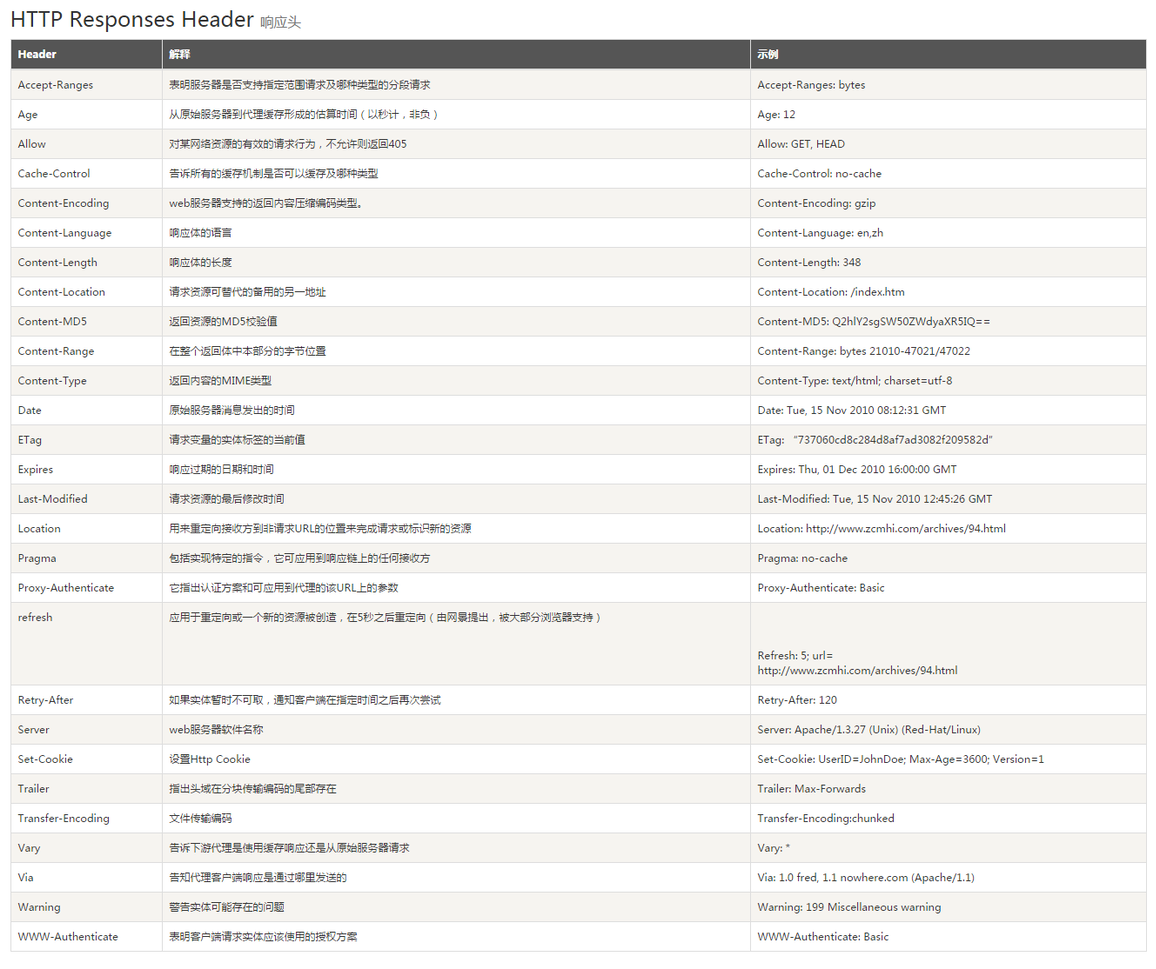 HTTP Responses Header 响应头
Header 解释 示例
Accept-Ranges 表明服务器是否支持指定范围请求及哪种类型的分段请求 Accept-Ranges: bytes
Age 从原始服务器到代理缓存形成的估算时间（以秒计，非负） Age: 12
Allow 对某网络资源的有效的请求行为，不允许则返回405 Allow: GET, HEAD
Cache-Control 告诉所有的缓存机制是否可以缓存及哪种类型 Cache-Control: no-cache
Content-Encoding web服务器支持的返回内容压缩编码类型。 Content-Encoding: gzip
Content-Language 响应体的语言 Content-Language: en,zh
Content-Length 响应体的长度 Content-Length: 348
Content-Location 请求资源可替代的备用的另一地址 Content-Location: /index.htm
Content-MD5 返回资源的MD5校验值 Content-MD5: Q2hlY2sgSW50ZWdyaXR5IQ==
Content-Range 在整个返回体中本部分的字节位置 Content-Range: bytes 21010-47021/47022
Content-Type 返回内容的MIME类型 Content-Type: text/html; charset=utf-8
Date 原始服务器消息发出的时间 Date: Tue, 15 Nov 2010 08:12:31 GMT
ETag 请求变量的实体标签的当前值 ETag: “737060cd8c284d8af7ad3082f209582d”
Expires 响应过期的日期和时间 Expires: Thu, 01 Dec 2010 16:00:00 GMT
Last-Modified 请求资源的最后修改时间 Last-Modified: Tue, 15 Nov 2010 12:45:26 GMT
Location 用来重定向接收方到非请求URL的位置来完成请求或标识新的资源 Location: http://www.zcmhi.com/archives/94.html
Pragma 包括实现特定的指令，它可应用到响应链上的任何接收方 Pragma: no-cache
Proxy-Authenticate 它指出认证方案和可应用到代理的该URL上的参数 Proxy-Authenticate: Basic
refresh 应用于重定向或一个新的资源被创造，在5秒之后重定向（由网景提出，被大部分浏览器支持）
Refresh: 5; url=
http://www.zcmhi.com/archives/94.html
Retry-After 如果实体暂时不可取，通知客户端在指定时间之后再次尝试 Retry-After: 120
Server web服务器软件名称 Server: Apache/1.3.27 (Unix) (Red-Hat/Linux)
Set-Cookie 设置Http Cookie Set-Cookie: UserID=JohnDoe; Max-Age=3600; Version=1
Trailer 指出头域在分块传输编码的尾部存在 Trailer: Max-Forwards
Transfer-Encoding 文件传输编码 Transfer-Encoding:chunked
Vary 告诉下游代理是使用缓存响应还是从原始服务器请求 Vary: *
Via 告知代理客户端响应是通过哪里发送的 Via: 1.0 fred, 1.1 nowhere.com (Apache/1.1)
Warning 警告实体可能存在的问题 Warning: 199 Miscellaneous warning
WWW-Authenticate 表明客户端请求实体应该使用的授权方案 WWW-Authenticate: Basic